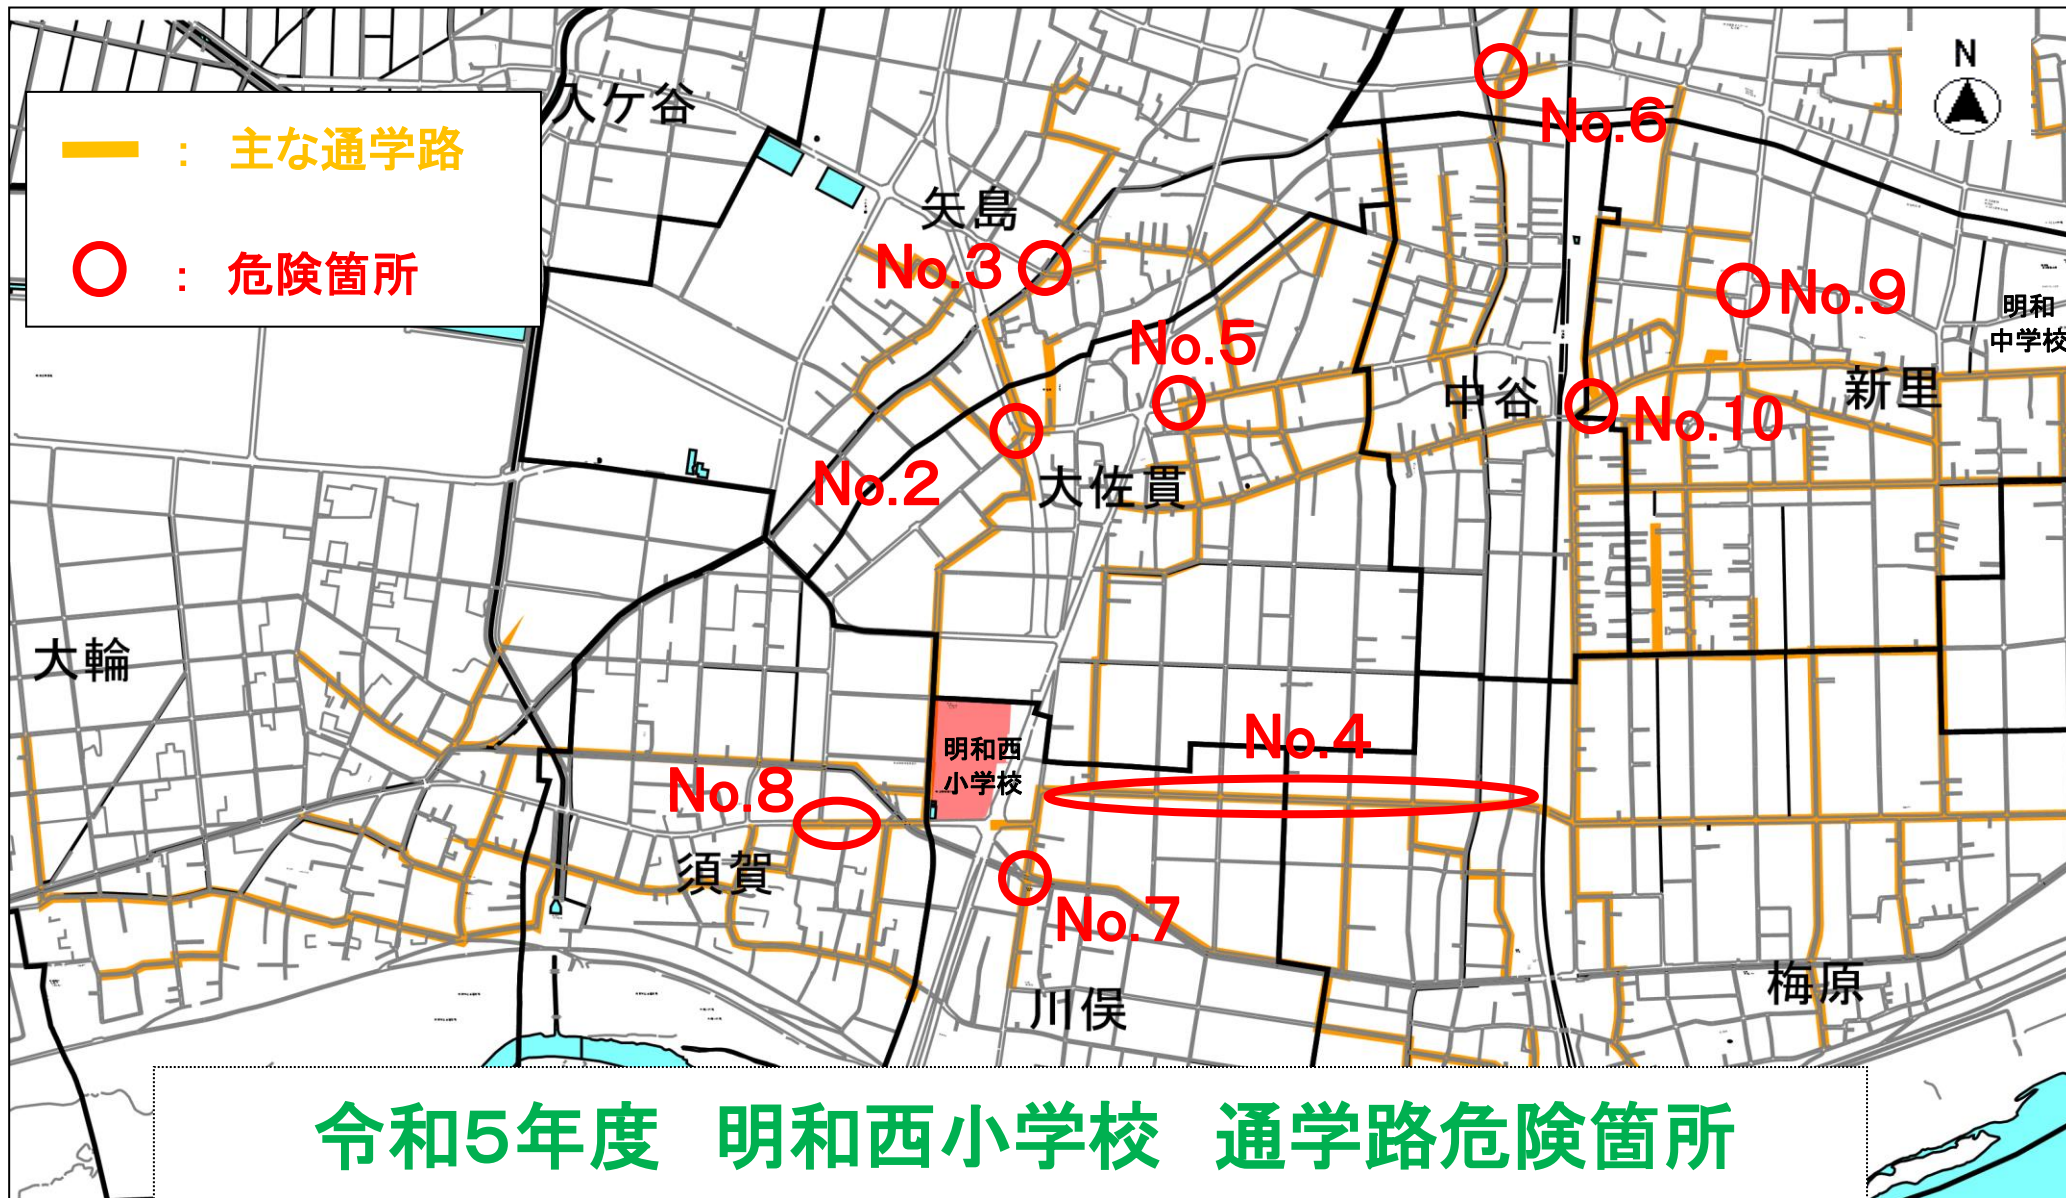 入ケ谷
N
No.6
： 主な通学路
矢島
： 危険箇所
No.3
No.9
明和
中学校
No.5
中谷
新里
No.10
No.2
大佐貫
大輪
No.4
明和西
小学校
No.8
須賀
No.7
川俣
梅原
令和5年度　明和西小学校　通学路危険箇所